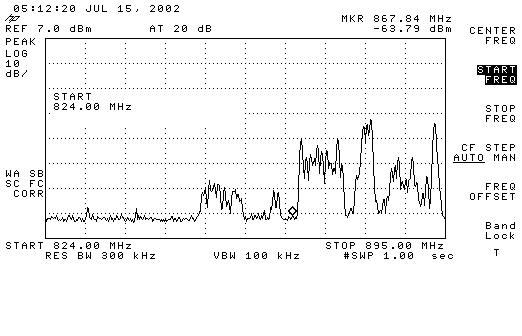 05:12:20 JUL 15, 2002
hp
MKR 867.84 MHz
REF 7.0 dBm AT 20 dB -63.79 dBm
PEAK
LOG
10
dB/
START
824.00 MHz
WA SB
SC FC
CORR
START 824.00 MHz STOP 895.00 MHz
RES BW 300 kHz VBW 100 kHz #SWP 1.00 sec
CENTER
FREQ
START
FREQ
STOP
FREQ
CF STEP
AUTO MAN
FREQ
OFFSET
Band
Lock
T